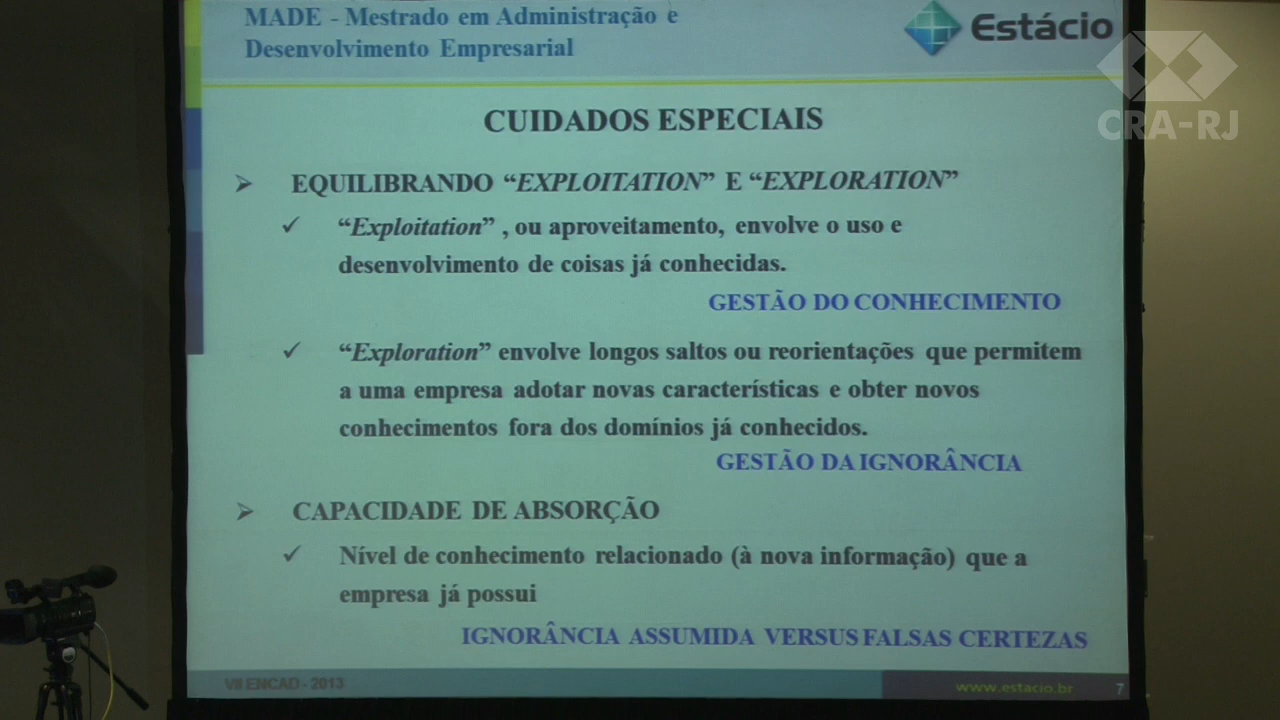 MADE - Mestrado em Administração e
Desenvolvimento Empresarial
Estácio
CRA-RJ
CUIDADOS ESPECIAIS
➢ EQUILIBRANDO “EXPLOITATION” E “EXPLORATION”
✓ “Exploitation” , ou aproveitamento, envolve o uso e
desenvolvimento de coisas já conhecidas.
GESTÃO DO CONHECIMENTO
✓ “Exploration” envolve longos saltos ou reorientações que permitem
a uma empresa adotar novas características e obter novos
conhecimentos fora dos domínios já conhecidos.
GESTÃO DA IGNORÂNCIA
➢ CAPACIDADE DE ABSORÇÃO
✓ Nível de conhecimento relacionado (à nova informação) que a
empresa já possui
IGNORÂNCIA ASSUMIDA VERSUS FALSAS CERTEZAS
VII ENCAD - 2013
www.estacio.br 7